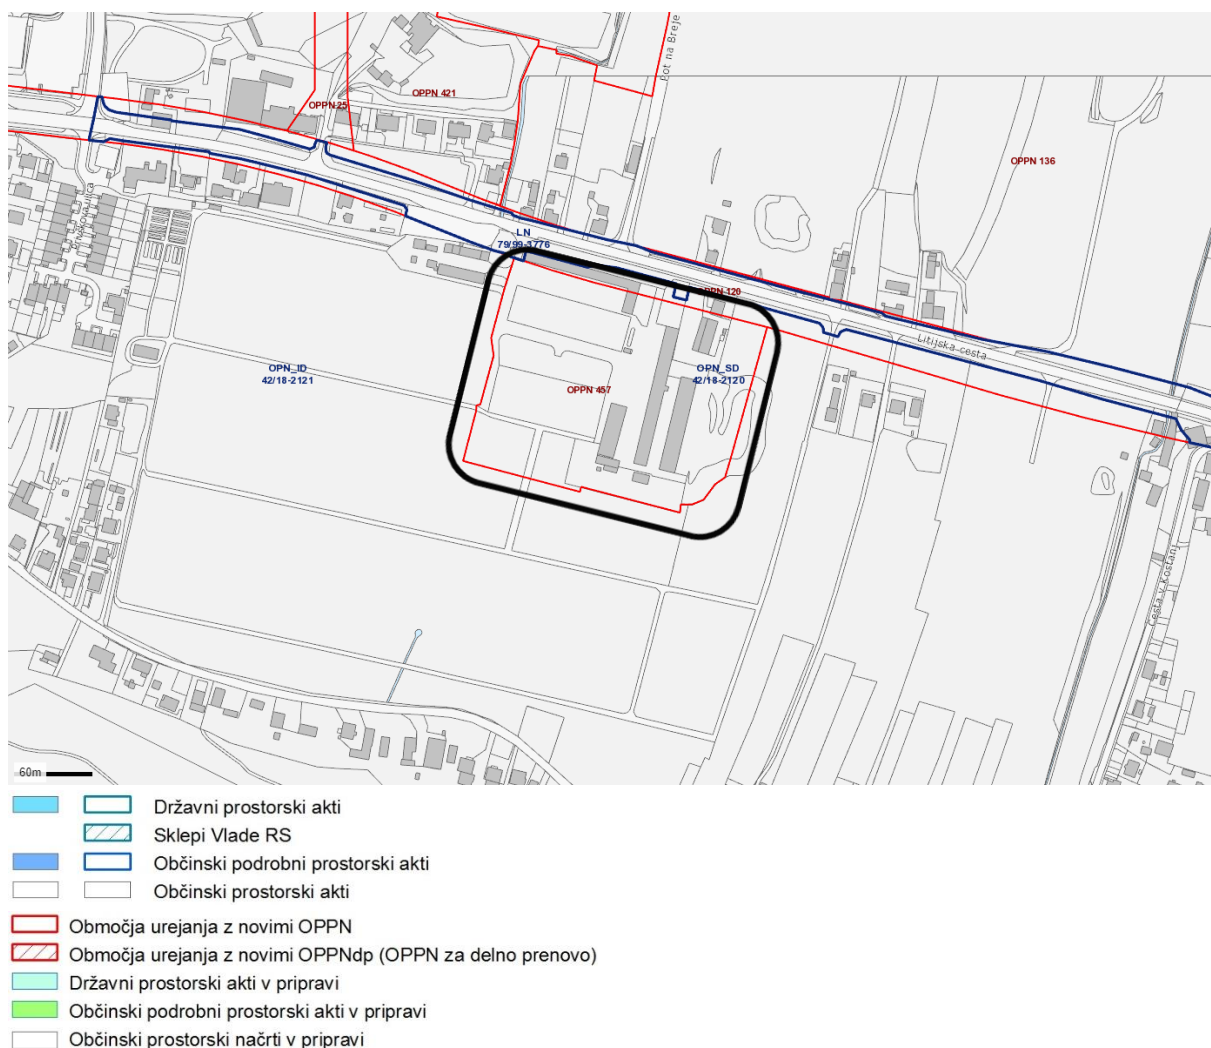 Pot na Breje
OPPN 421
OPPN 25
OPPN 136
LN
79/99-3776
OPPN 120
Litijska cesta
OPN_ID
42/18-2121
OPPN 457
OPN_SD
42/18-2120
Cesta v Kostanj
60m
Državni prostorski akti
Sklepi Vlade RS
Občinski podrobni prostorski akti
Občinski prostorski akti
Območja urejanja z novimi OPPN
Območja urejanja z novimi OPPNdp (OPPN za delno prenovo)
Državni prostorski akti v pripravi
Občinski podrobni prostorski akti v pripravi
Občinski prostorski načrti v pripravi